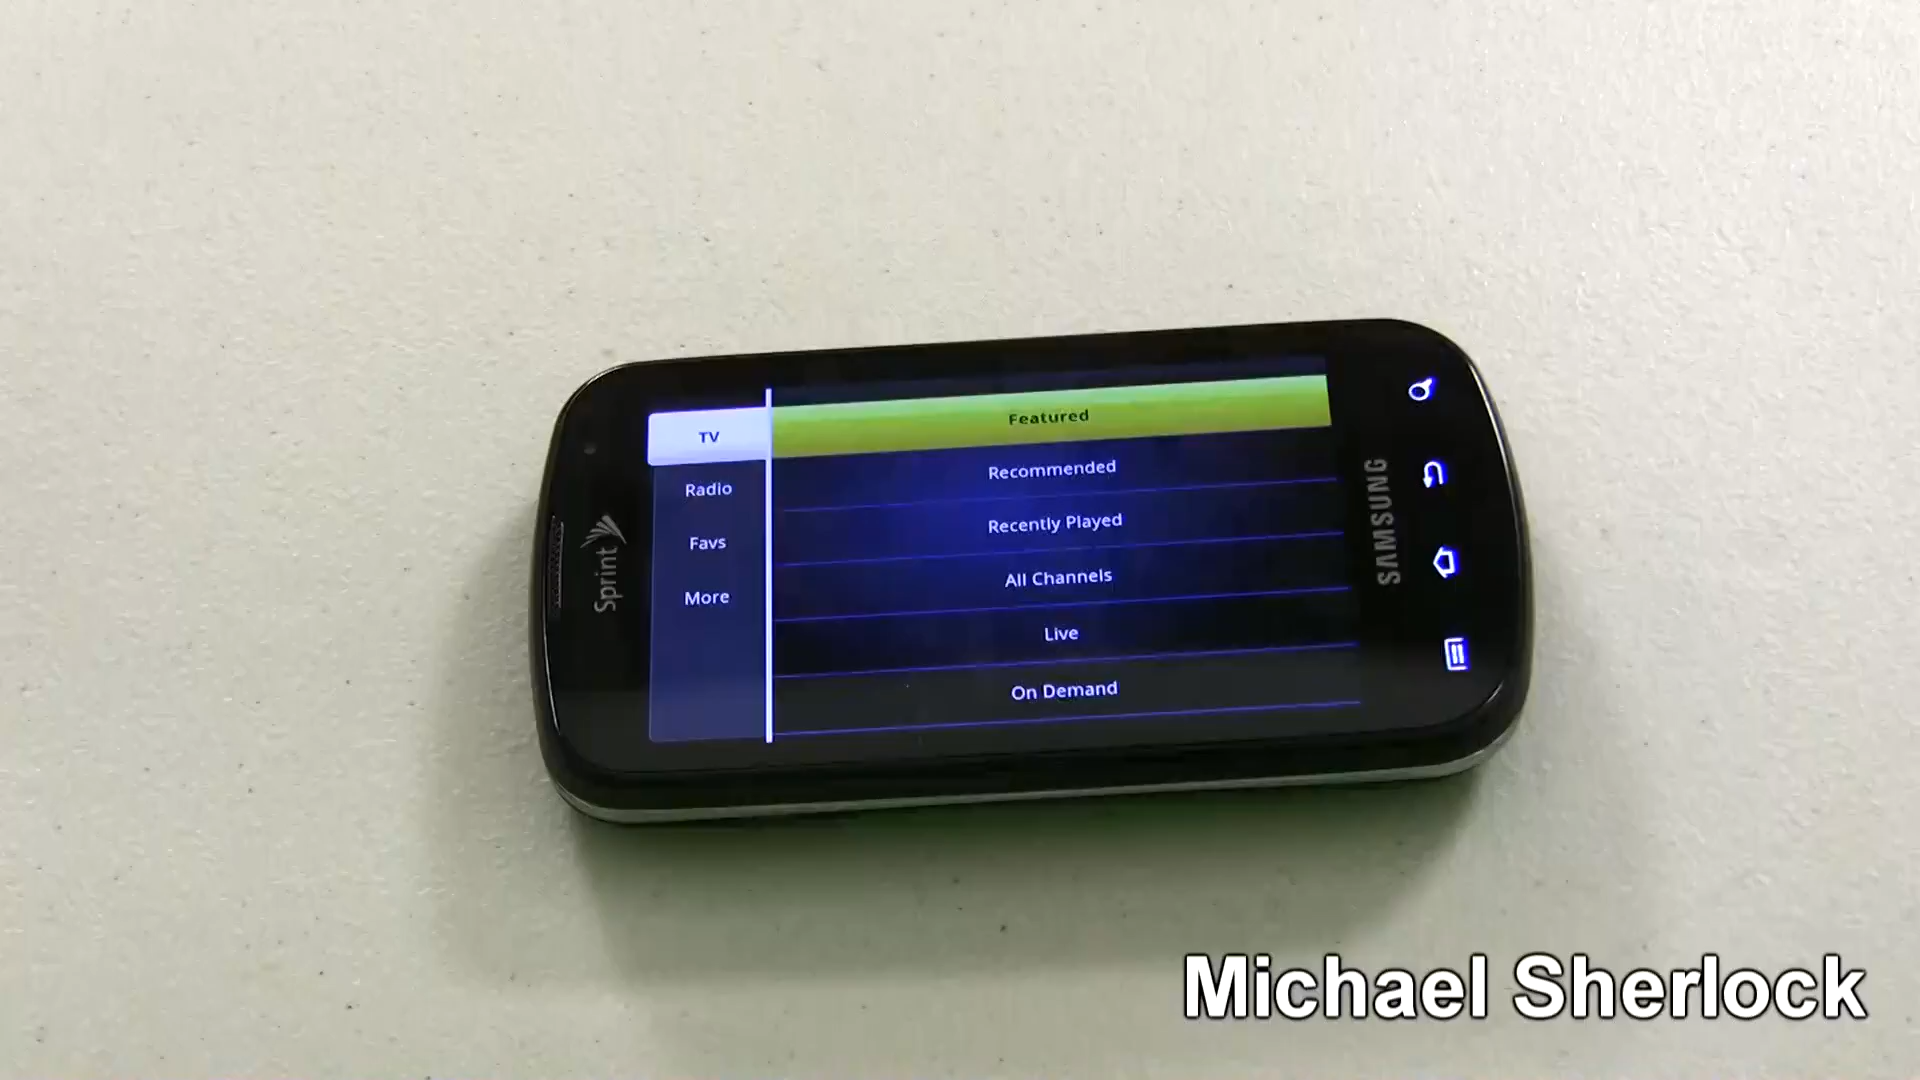 Sprint
TV
Radio
Favs
More
Featured
Recommended
Recently Played
All Channels
Live
On Demand
SAMSUNG
Michael Sherlock